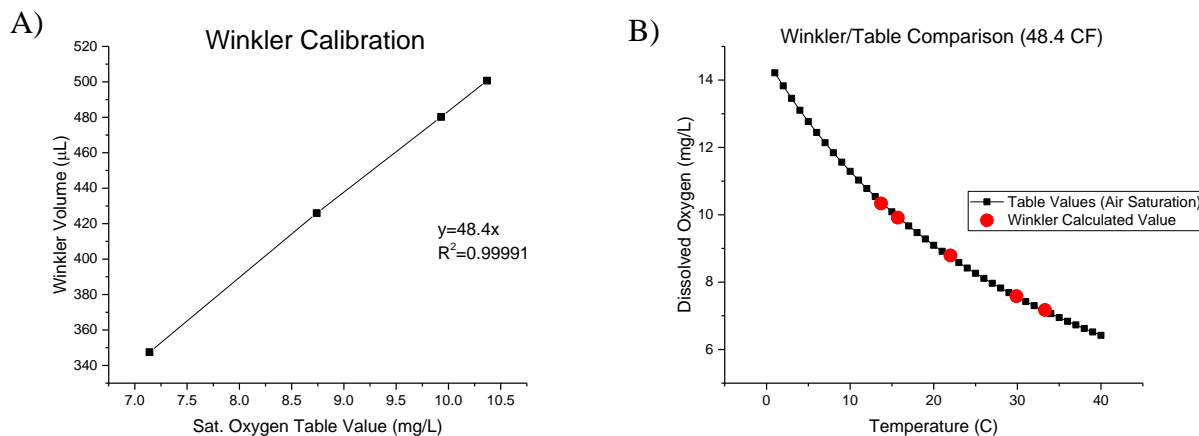 A)
Winkler Calibration
520
500
480
460
440
420
400
380
360
340
Winkler Volume (μL)
y=48.4x
R²=0.99991
7.0 7.5 8.0 8.5 9.0 9.5 10.0 10.5
Sat. Oxygen Table Value (mg/L)
B)
Winkler/Table Comparison (48.4 CF)
14
12
10
8
6
Dissolved Oxygen (mg/L)
Table Values (Air Saturation)
Winkler Calculated Value
0 10 20 30 40
Temperature (C)